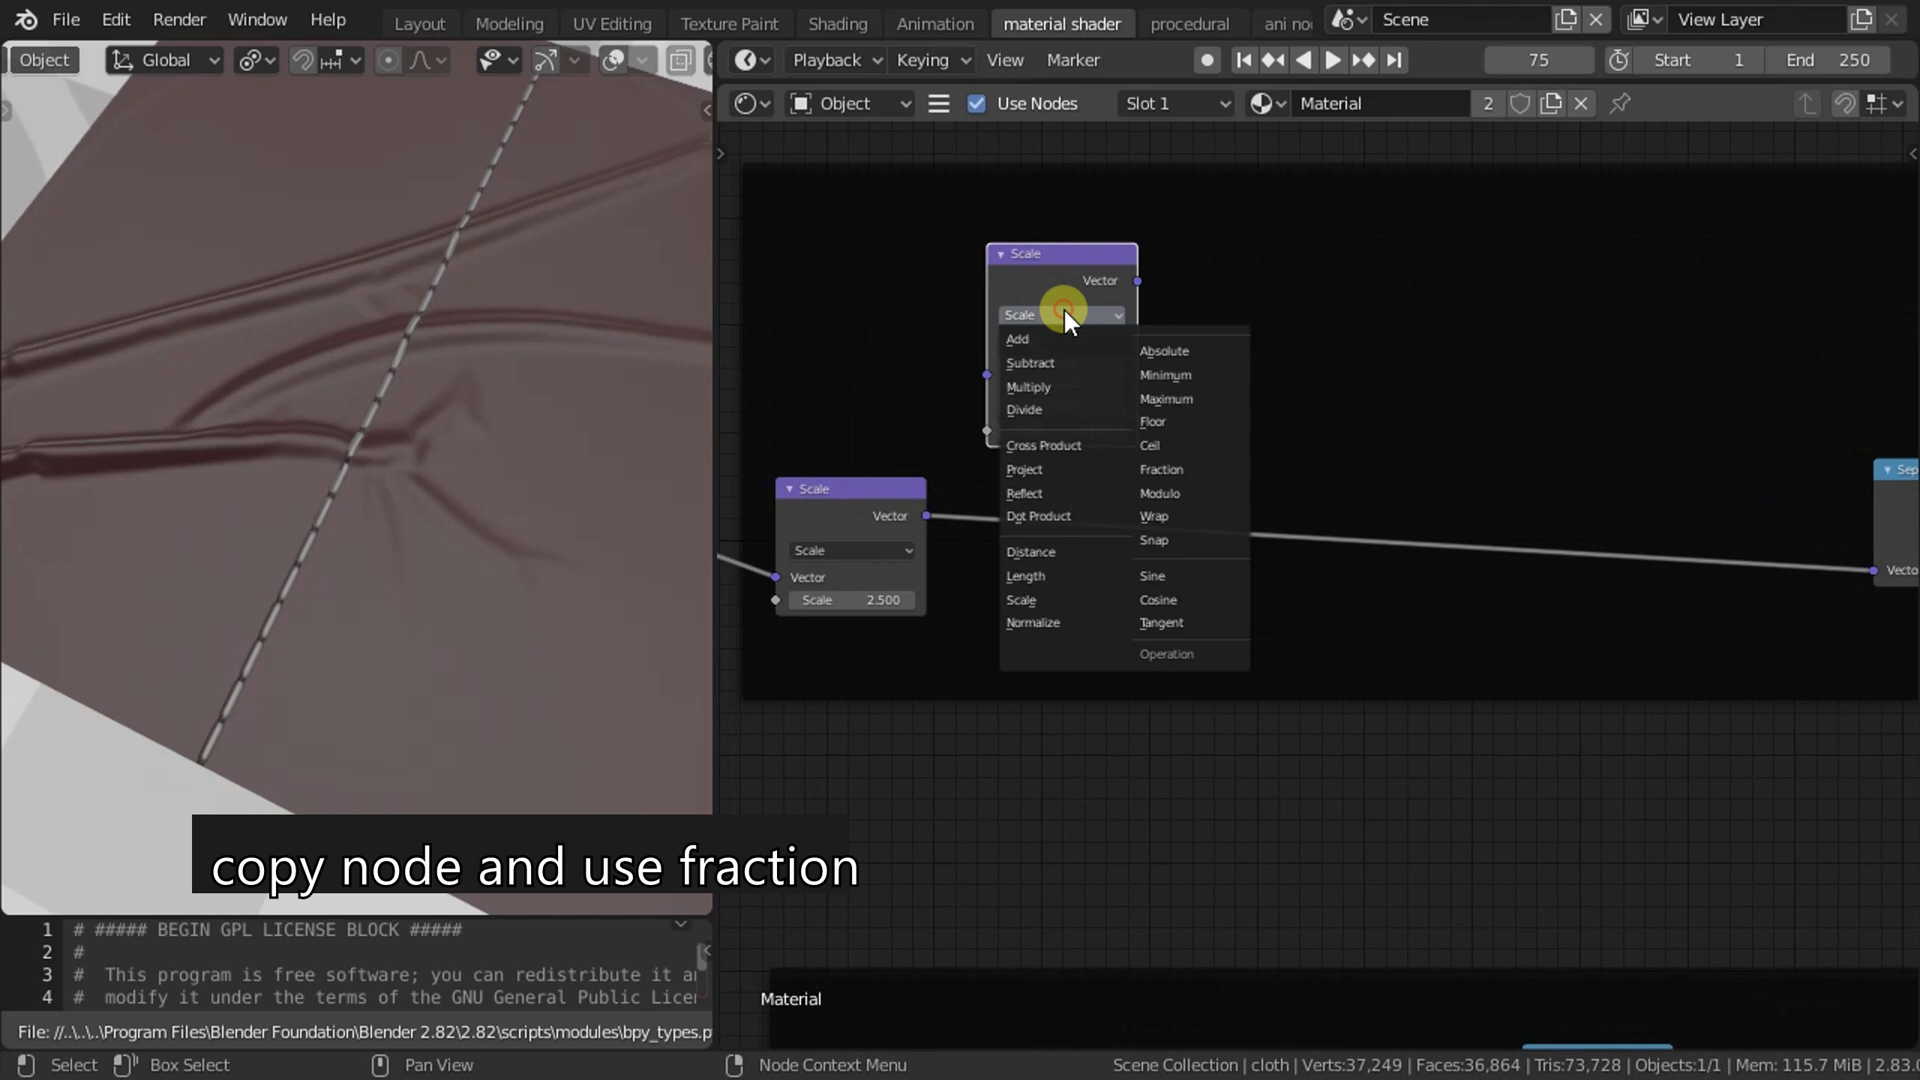 File Edit Render Window Help Layout Modeling UV Editing Texture Paint Shading Animation material shader procedural ani no Scene View Layer
Object Global Playback Keying View Marker 75 Start 1 End 250
Object Use Nodes Slot 1 Material 2
Scale
Vector
Scale
Add
Subtract
Multiply
Divide
Cross Product
Project
Reflect
Dot Product
Distance
Length
Scale
Normalize
Absolute
Minimum
Maximum
Floor
Ceil
Fraction
Modulo
Wrap
Snap
Sine
Cosine
Tangent
Operation
Scale
Vector
Scale
Vector
Scale 2.500
Sep
Vecto
copy node and use fraction
1 # ##### BEGIN GPL LICENSE BLOCK #####
2 #
3 # This program is free software; you can redistribute it a
4 # modify it under the terms of the GNU General Public Licen
Material
File: //..\..\..\Program Files\Blender Foundation\Blender 2.82\2.82\scripts\modules\bpy_types.p
Select Box Select Pan View Node Context Menu Scene Collection | cloth | Verts:37,249 | Faces:36,864 | Tris:73,728 | Objects:1/1 | Mem: 115.7 MiB | 2.83.